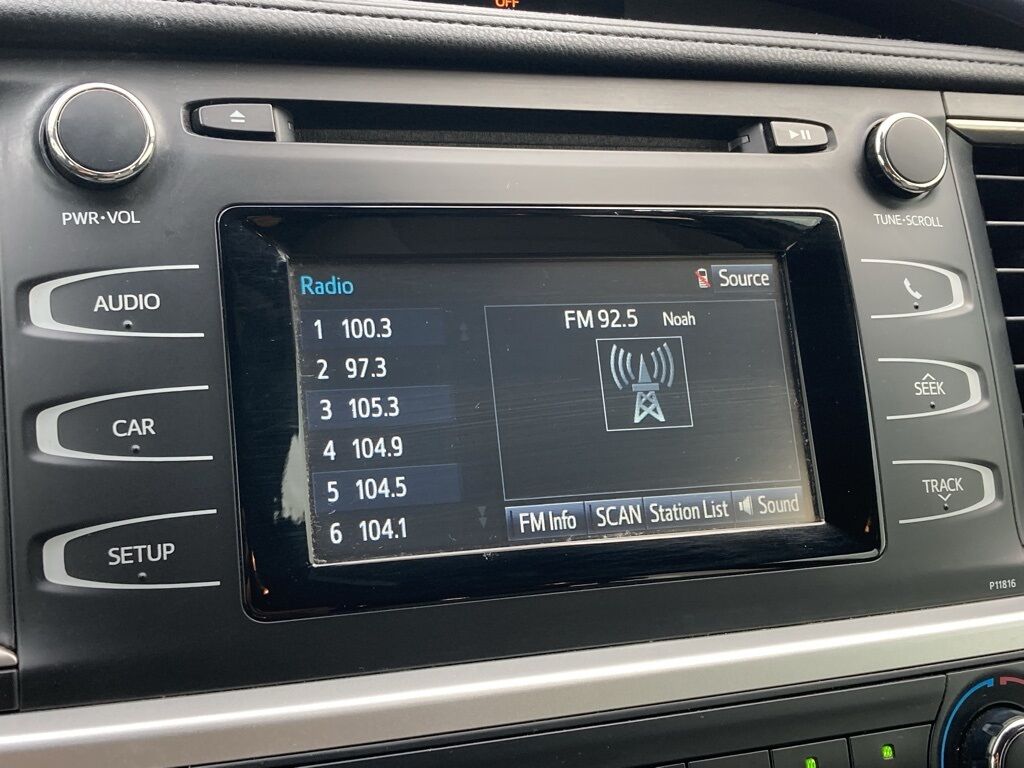 OFF
PWR•VOL
TUNE•SCROLL
AUDIO
CAR
SETUP
Radio
Source
1 100.3
2 97.3
3 105.3
4 104.9
5 104.5
6 104.1
FM 92.5 Noah
FM Info
SCAN
Station List
Sound
SEEK
TRACK
P11816